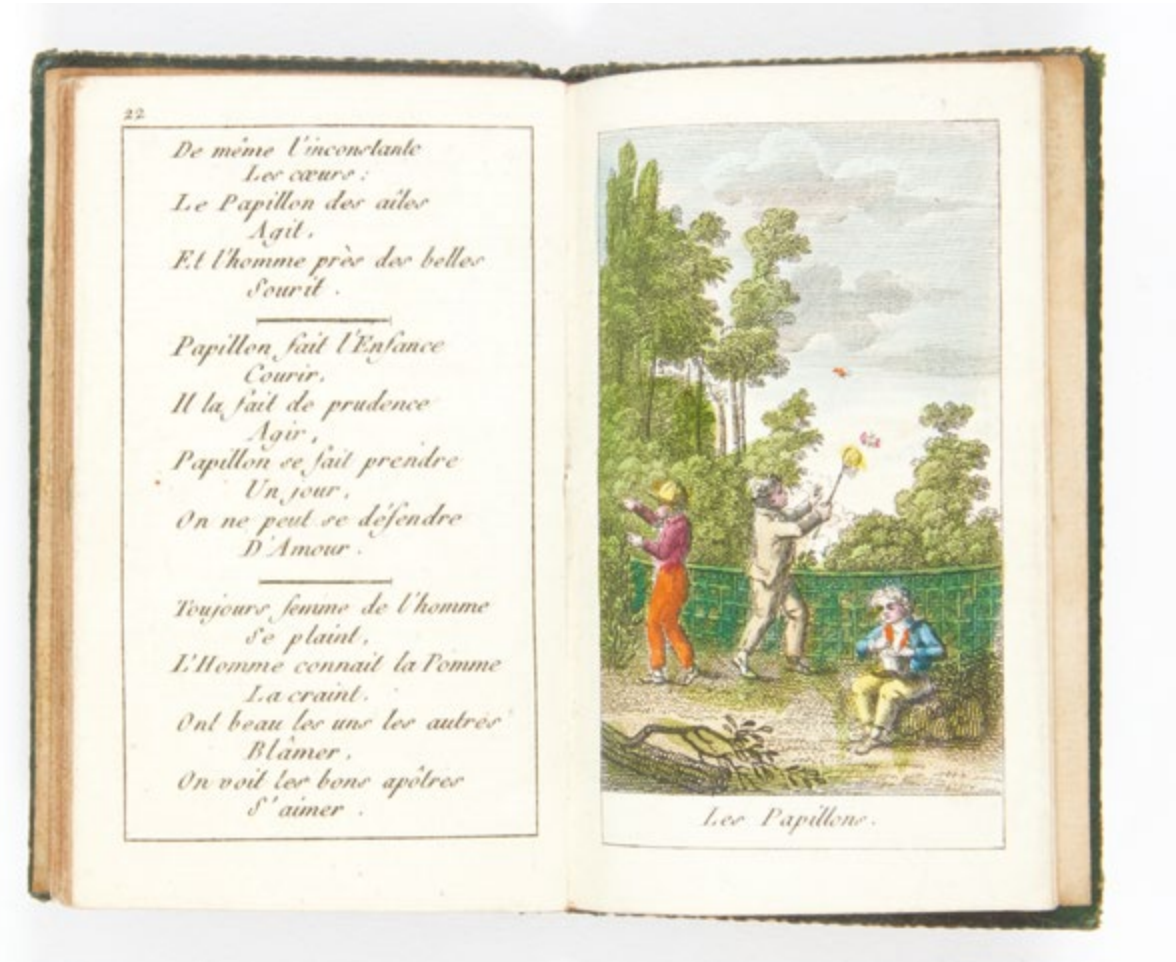 22
De même l'inconstante
Les cœurs :
Le Papillon des aîles
Agit,
Et l'homme près des belles
Sourit .
Papillon fait l'Enfance
Courir,
Il la fait de prudence
Agir,
Papillon se fait prendre
Un jour,
On ne peut se défendre
D'Amour .
Toujours femme de l'homme
Se plaint,
L'Homme connait la Pomme
La craint.
Ont beau les uns les autres
Blâmer,
On voit les bons apôtres
S'aimer .
Les Papillons.